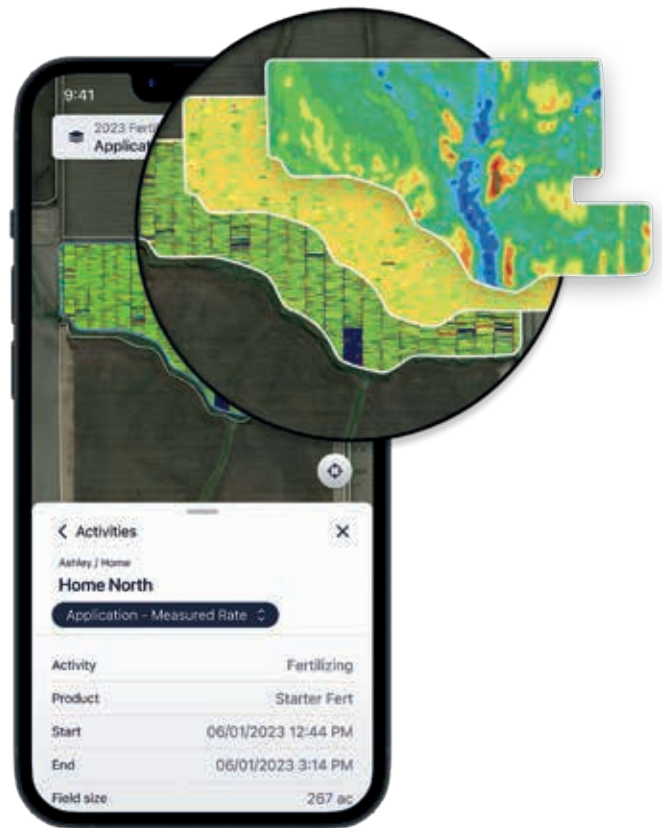 9:41
2023 Ferti
Applicat
Activities
Ashley / Home
Home North
Application - Measured Rate
Activity Fertilizing
Product Starter Fert
Start 06/01/2023 12:44 PM
End 06/01/2023 3:14 PM
Field size 267 ac